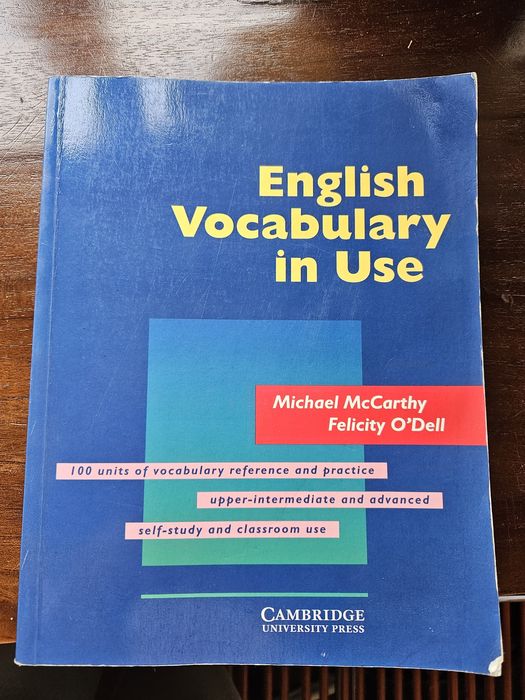 English
Vocabulary
in Use
Michael McCarthy
Felicity O'Dell
100 units of vocabulary reference and practice
upper-intermediate and advanced
self-study and classroom use
CAMBRIDGE
UNIVERSITY PRESS